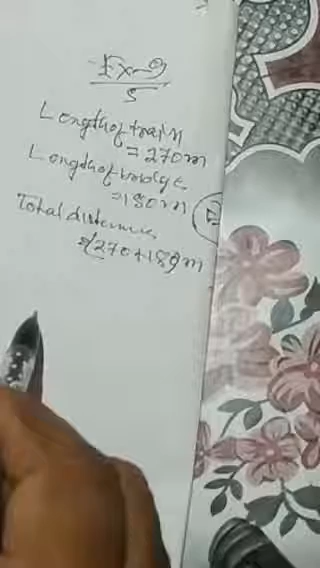 Ex-9
5
Length of train
=270m
Length of bridge
=180m
Total distance
=(270+180)m